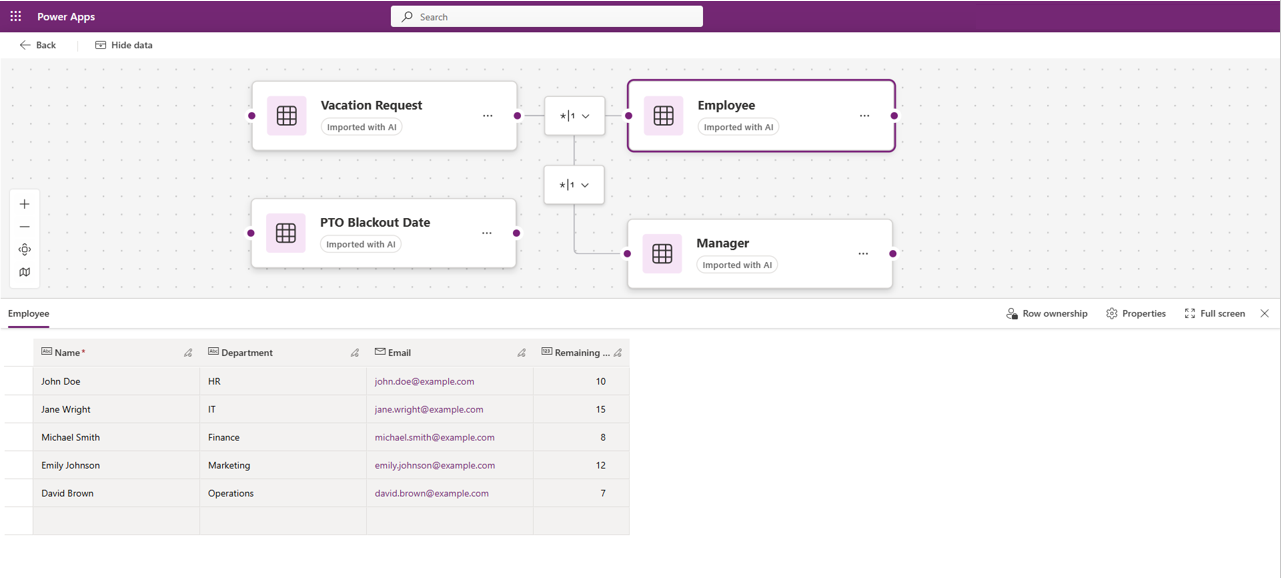 Power Apps
Search
Back
Hide data
Vacation Request
Imported with AI
*|1
Employee
Imported with AI
*|1
PTO Blackout Date
Imported with AI
Manager
Imported with AI
Employee
Row ownership
Properties
Full screen
Abc Name* Abc Department Email 123 Remaining ...
John Doe HR john.doe@example.com 10
Jane Wright IT jane.wright@example.com 15
Michael Smith Finance michael.smith@example.com 8
Emily Johnson Marketing emily.johnson@example.com 12
David Brown Operations david.brown@example.com 7